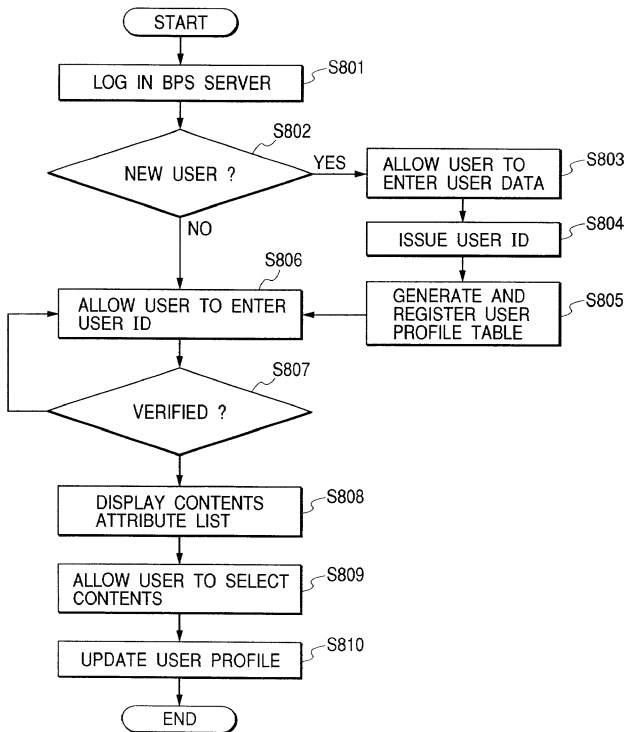 START
LOG IN BPS SERVER
S801
NEW USER ?
S802
YES
NO
ALLOW USER TO
ENTER USER DATA
S803
ISSUE USER ID
S804
GENERATE AND
REGISTER USER
PROFILE TABLE
S805
ALLOW USER TO ENTER
USER ID
S806
VERIFIED ?
S807
DISPLAY CONTENTS
ATTRIBUTE LIST
S808
ALLOW USER TO SELECT
CONTENTS
S809
UPDATE USER PROFILE
S810
END